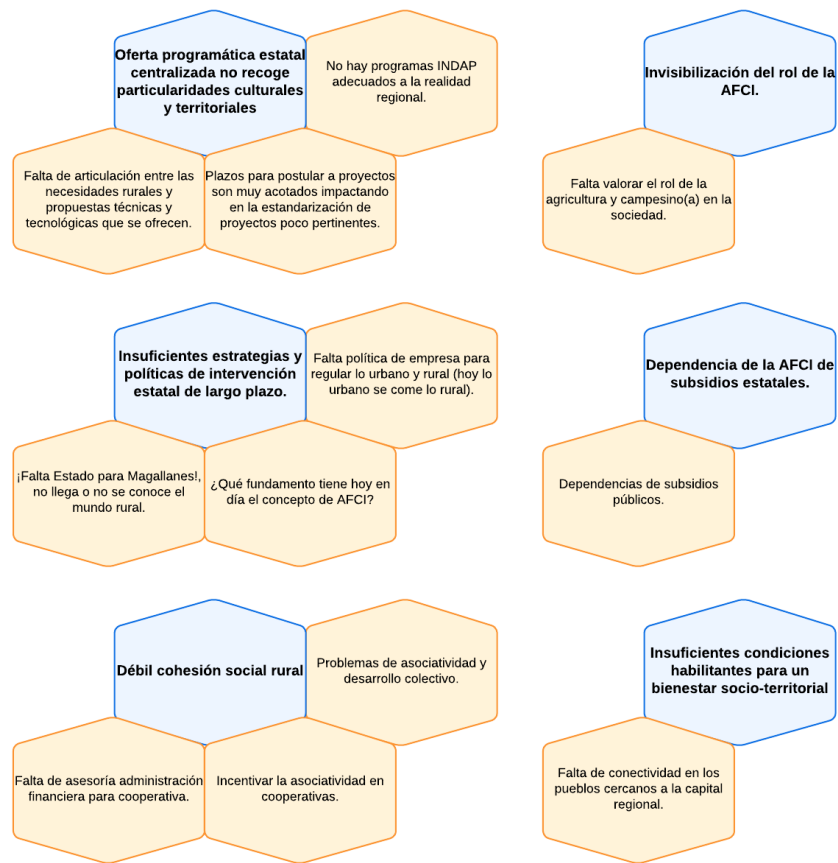 Oferta programática estatal
centralizada no recoge
particularidades culturales
y territoriales
No hay programas INDAP
adecuados a la realidad
regional.
Falta de articulación entre las
necesidades rurales y
propuestas técnicas y
tecnológicas que se ofrecen.
Plazos para postular a proyectos
son muy acotados impactando
en la estandarización de
proyectos poco pertinentes.
Invisibilización del rol de la
AFCI.
Falta valorar el rol de la
agricultura y campesino(a) en la
sociedad.
Insuficientes estrategias y
políticas de intervención
estatal de largo plazo.
Falta política de empresa para
regular lo urbano y rural (hoy lo
urbano se come lo rural).
¡Falta Estado para Magallanes!,
no llega o no se conoce el
mundo rural.
¿Qué fundamento tiene hoy en
día el concepto de AFCI?
Dependencia de la AFCI de
subsidios estatales.
Dependencias de subsidios
públicos.
Débil cohesión social rural
Problemas de asociatividad y
desarrollo colectivo.
Falta de asesoría administración
financiera para cooperativa.
Incentivar la asociatividad en
cooperativas.
Insuficientes condiciones
habilitantes para un
bienestar socio-territorial
Falta de conectividad en los
pueblos cercanos a la capital
regional.